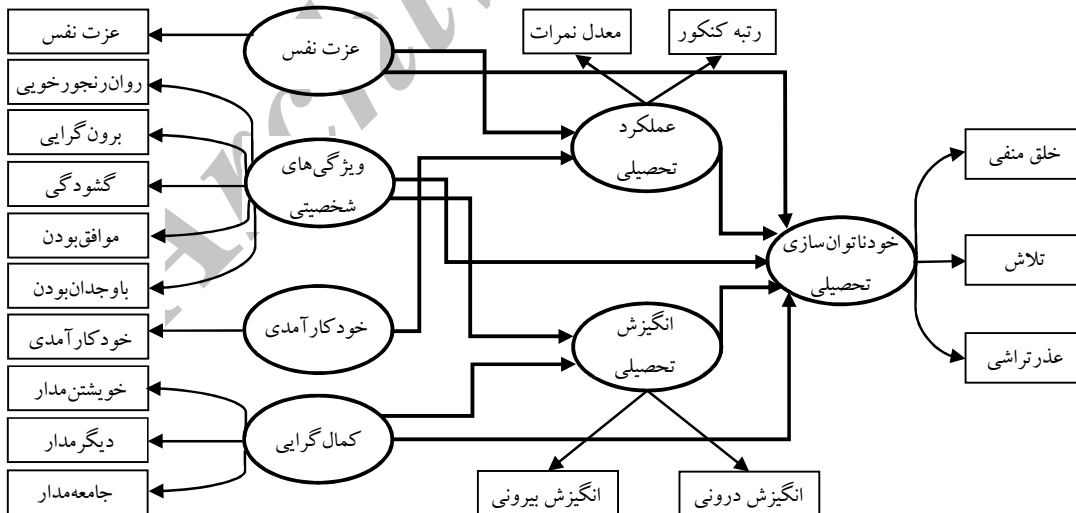 عزت نفس
روان‌رنجورخویی
برون‌گرایی
گشودگی
موافق‌بودن
باوجدان‌بودن
خودکارآمدی
خویشتن‌مدار
دیگرمدار
جامعه‌مدار
عزت نفس
ویژگی‌های
شخصیتی
خودکارآمدی
کمال‌گرایی
معدل نمرات
رتبه کنکور
عملکرد
تحصیلی
انگیزش
تحصیلی
انگیزش بیرونی
انگیزش درونی
خودناتوان‌سازی
تحصیلی
خلق منفی
تلاش
عذرتراشی